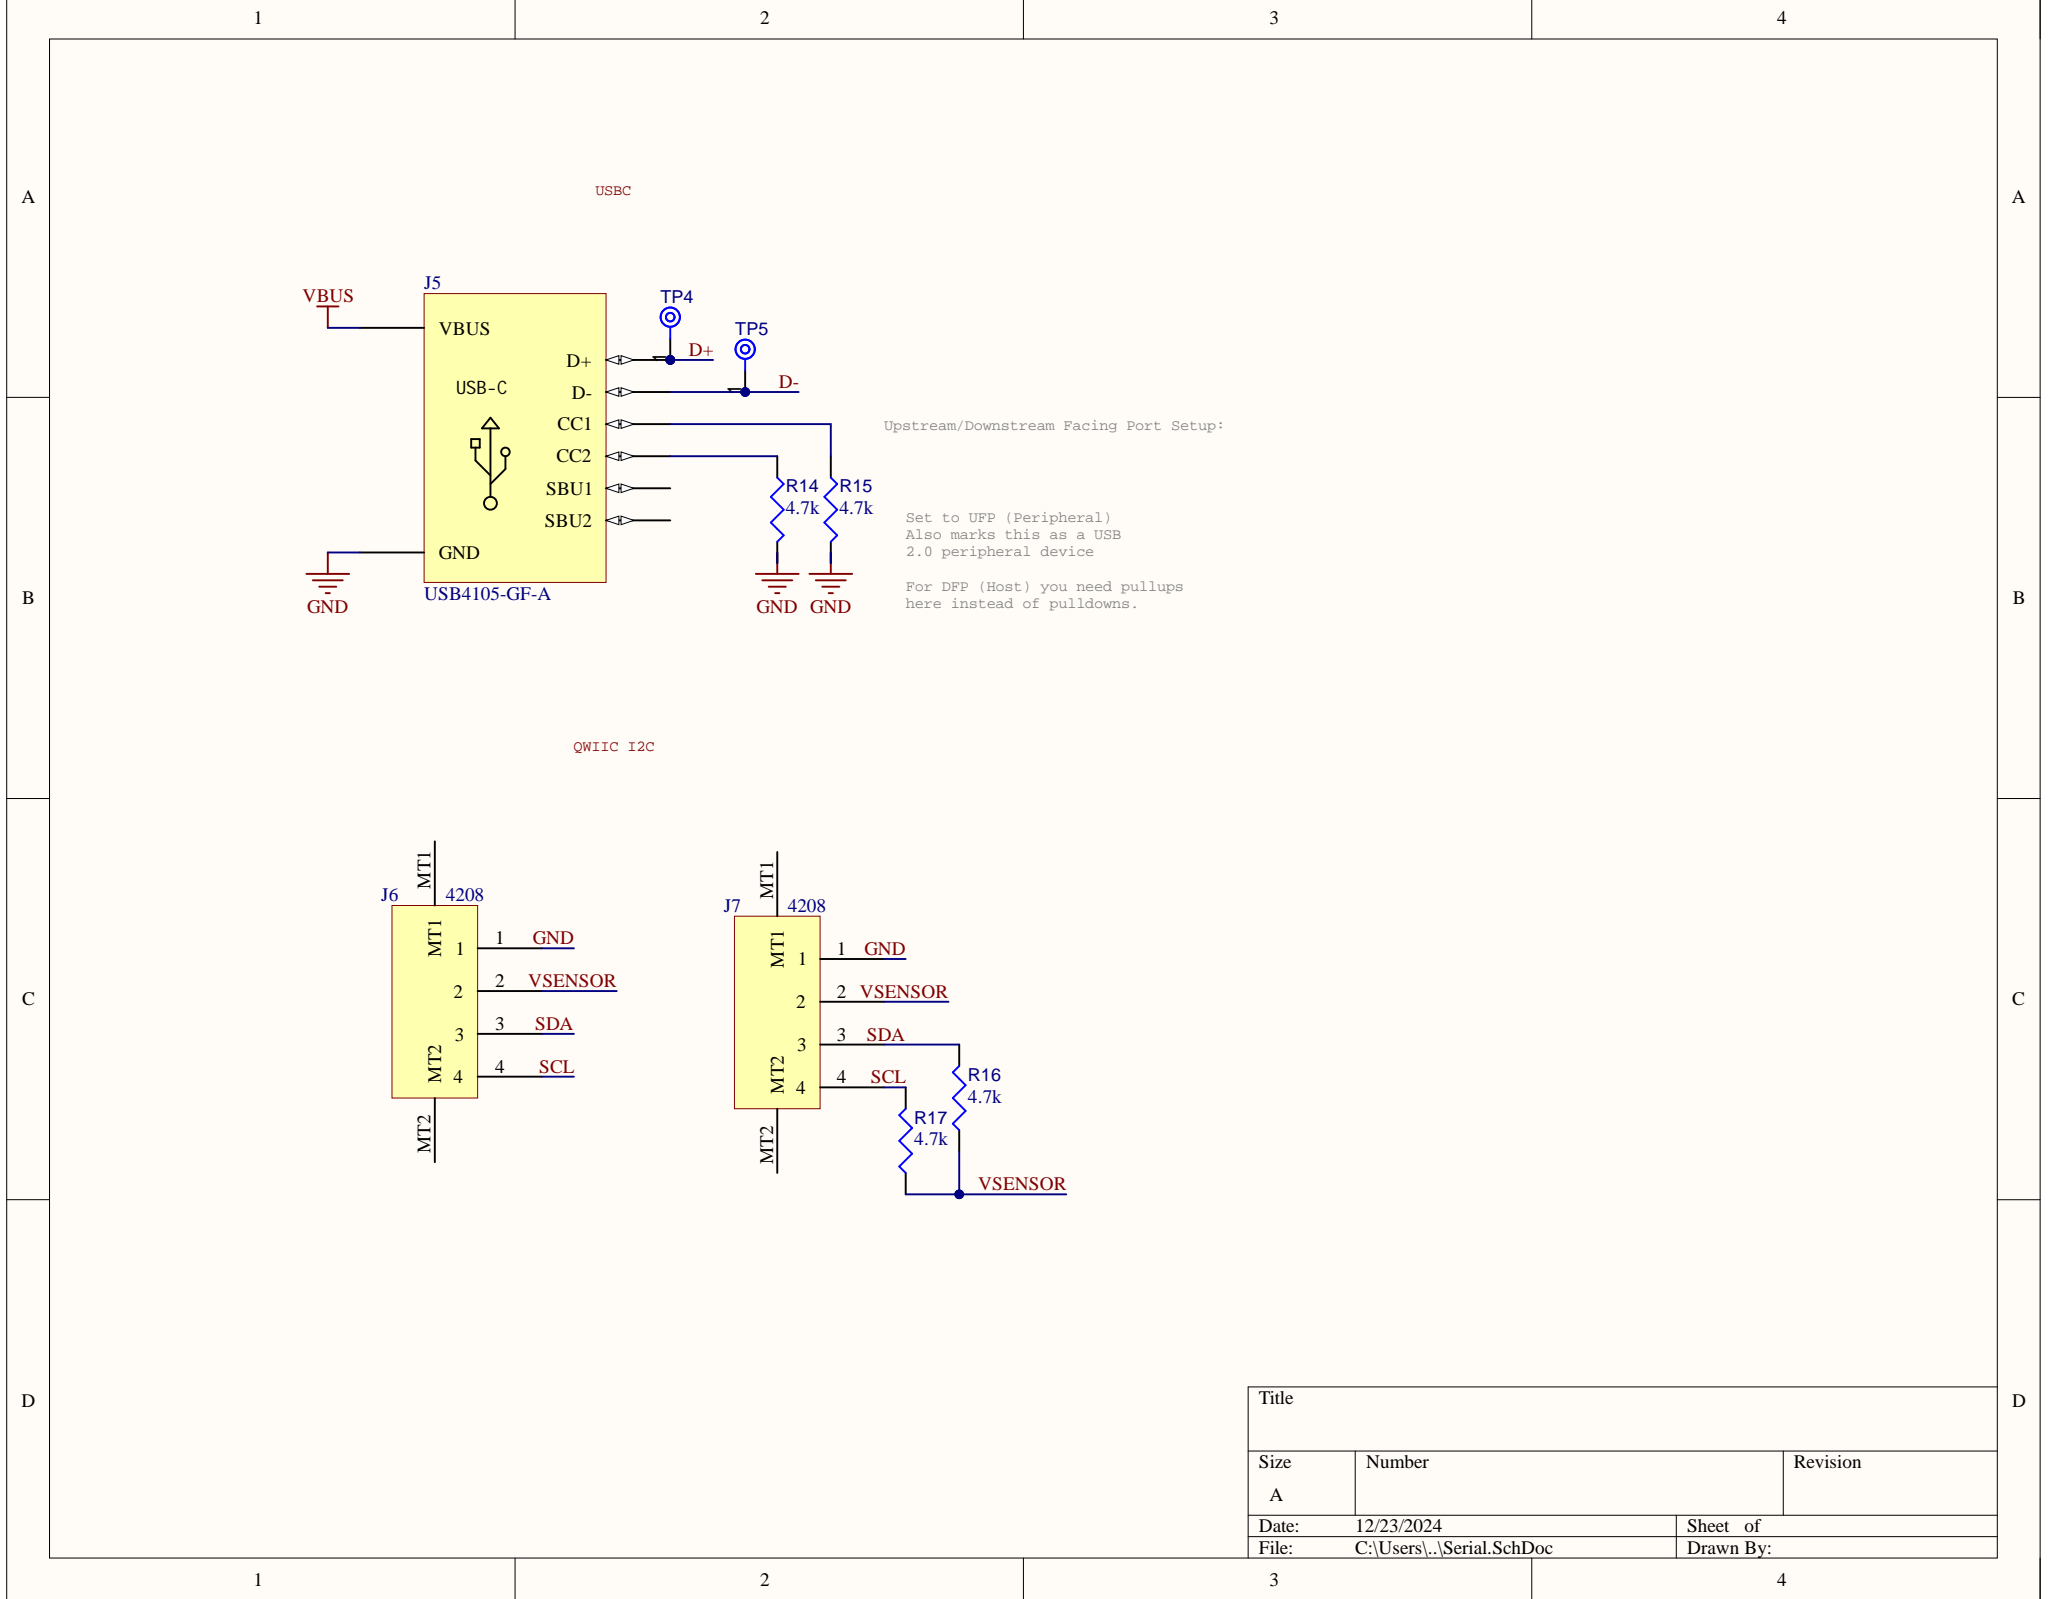 1 2 3 4
A A
USBC
J5
VBUS
VBUS
USB-C
D+
D-
CC1
CC2
SBU1
SBU2
GND
GND
USB4105-GF-A
TP4
D+
TP5
D-
R14
4.7k
R15
4.7k
GND GND
Upstream/Downstream Facing Port Setup:
Set to UFP (Peripheral)
Also marks this as a USB
2.0 peripheral device
For DFP (Host) you need pullups
here instead of pulldowns.
B B
QWIIC I2C
MT1
J6 4208
MT1
1 1 GND
2 2 VSENSOR
3 3 SDA
MT2
4 4 SCL
MT2
MT1
J7 4208
MT1
1 1 GND
2 2 VSENSOR
3 3 SDA
MT2
4 4 SCL
MT2
R16
4.7k
R17
4.7k
VSENSOR
C C
D D
Title
Size Number Revision
A
Date: 12/23/2024 Sheet of
File: C:\Users\..\Serial.SchDoc Drawn By:
1 2 3 4